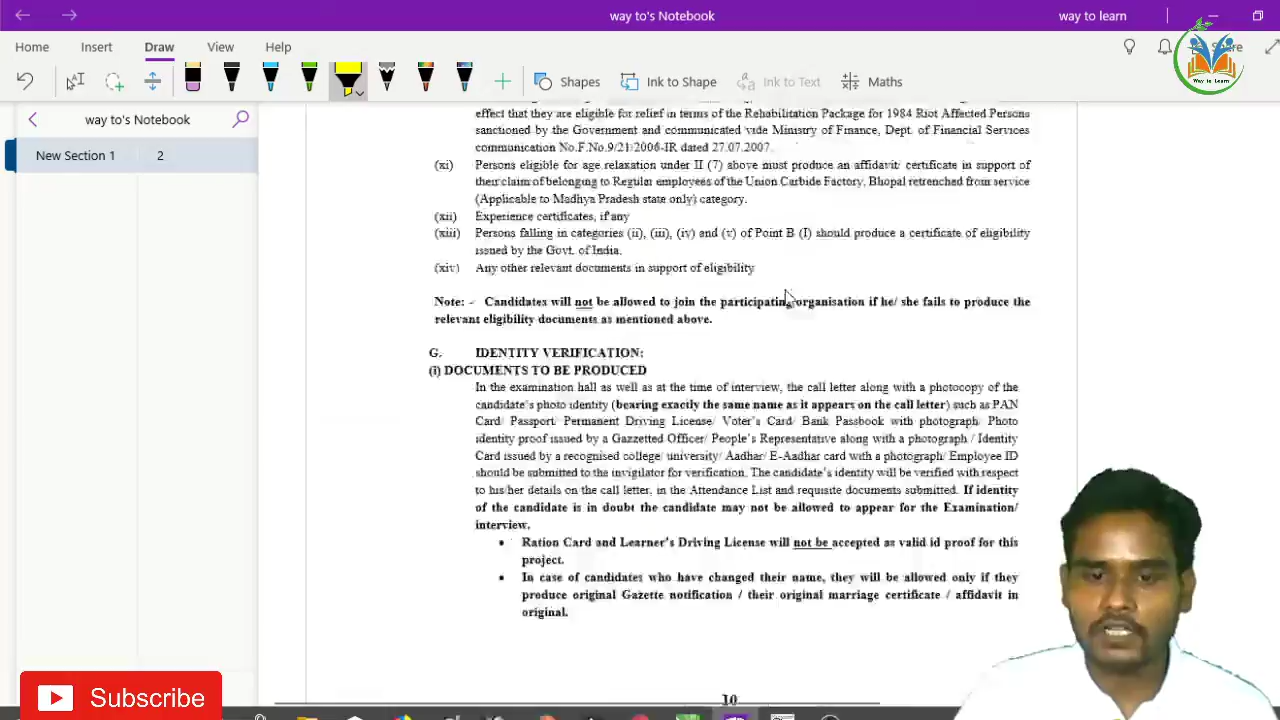 way to's Notebook
way to learn
Home Insert Draw View Help
Share
Shapes Ink to Shape Ink to Text Maths
way to's Notebook
New Section 1 2
Way to Learn
effect that they are eligible for relief in terms of the Rehabilitation Package for 1984 Riot Affected Persons
sanctioned by the Government and communicated vide Ministry of Finance, Dept. of Financial Services
communication No.F.No.9/21/2006-IR dated 27.07.2007.
(xi) Persons eligible for age relaxation under II (7) above must produce an affidavit/ certificate in support of
their claim of belonging to Regular employees of the Union Carbide Factory, Bhopal retrenched from service
(Applicable to Madhya Pradesh state only) category.
(xii) Experience certificates, if any
(xiii) Persons falling in categories (ii), (iii), (iv) and (v) of Point B (I) should produce a certificate of eligibility
issued by the Govt. of India.
(xiv) Any other relevant documents in support of eligibility
Note: - Candidates will not be allowed to join the participating organisation if he/ she fails to produce the
relevant eligibility documents as mentioned above.
G. IDENTITY VERIFICATION:
(i) DOCUMENTS TO BE PRODUCED
In the examination hall as well as at the time of interview, the call letter along with a photocopy of the
candidate's photo identity (bearing exactly the same name as it appears on the call letter) such as PAN
Card/ Passport/ Permanent Driving License/ Voter's Card/ Bank Passbook with photograph/ Photo
identity proof issued by a Gazzetted Officer/ People's Representative along with a photograph / Identity
Card issued by a recognised college/ university/ Aadhar/ E-Aadhar card with a photograph/ Employee ID
should be submitted to the invigilator for verification. The candidate's identity will be verified with respect
to his/her details on the call letter, in the Attendance List and requisite documents submitted. If identity
of the candidate is in doubt the candidate may not be allowed to appear for the Examination/
interview.
• Ration Card and Learner's Driving License will not be accepted as valid id proof for this
project.
• In case of candidates who have changed their name, they will be allowed only if they
produce original Gazette notification / their original marriage certificate / affidavit in
original.
10
Subscribe